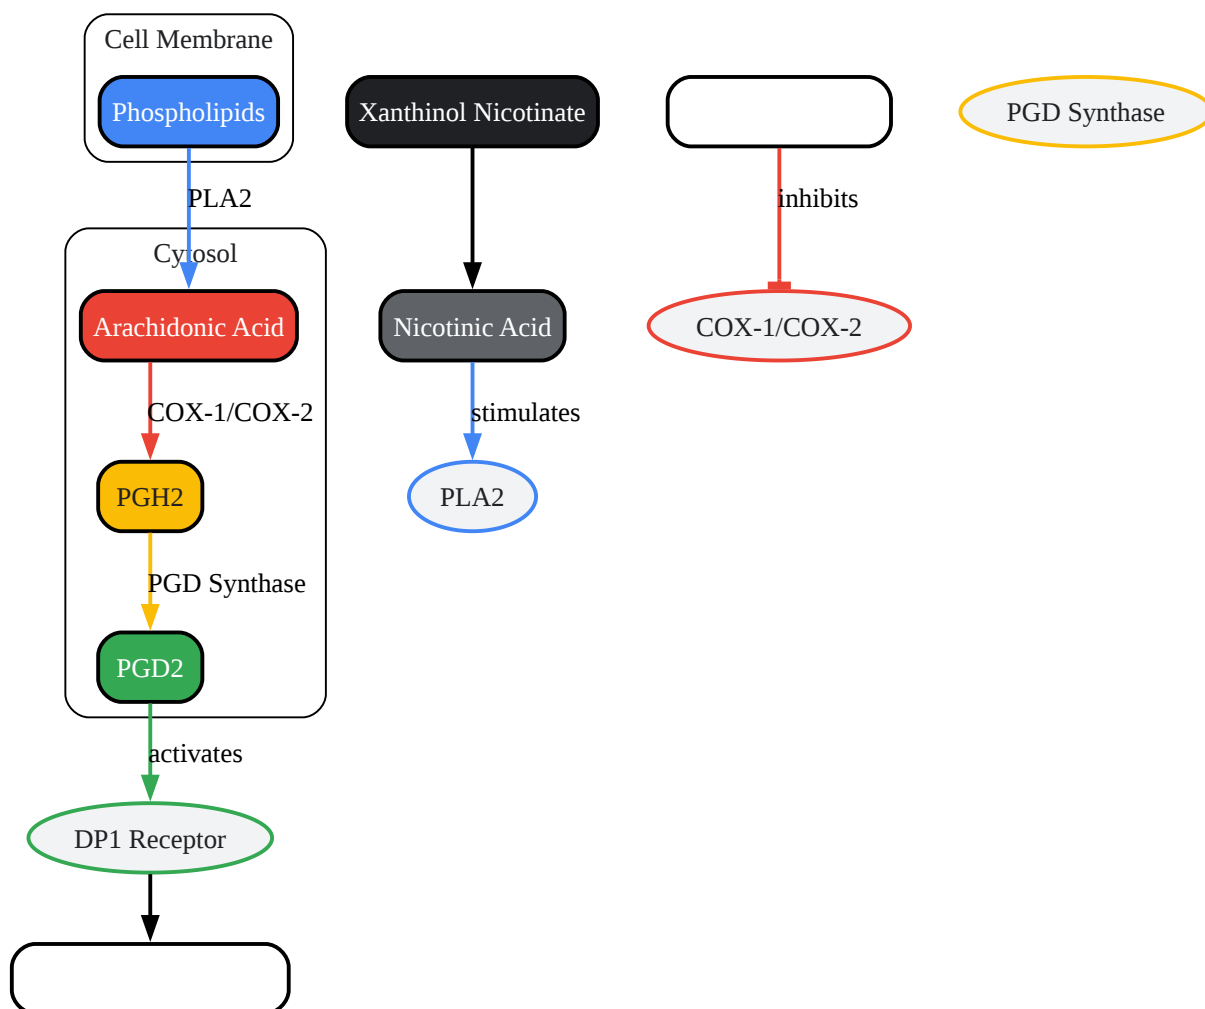 Cell Membrane
Phospholipids
Xanthinol Nicotinate
PGD Synthase
PLA2
inhibits
Cytosol
Arachidonic Acid
Nicotinic Acid
COX-1/COX-2
COX-1/COX-2
stimulates
PGH2
PLA2
PGD Synthase
PGD2
activates
DP1 Receptor